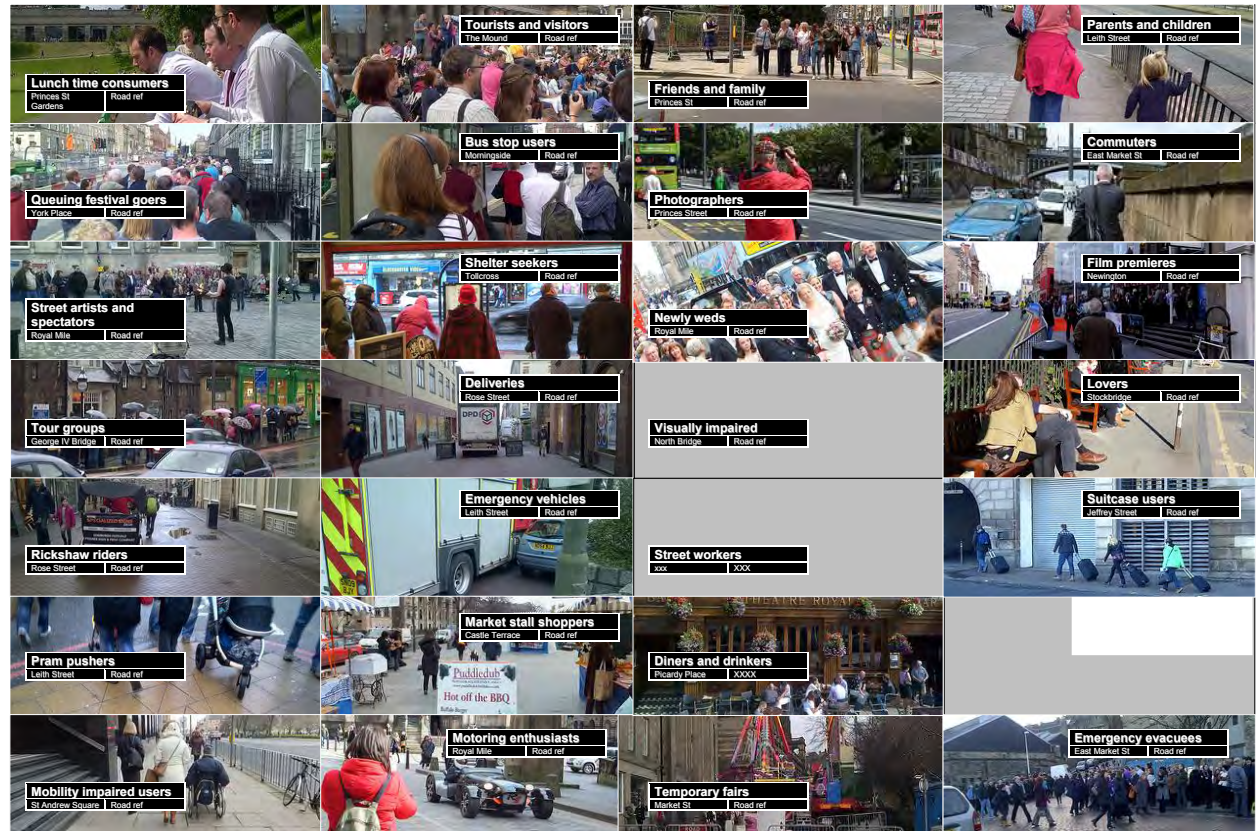 Lunch time consumers
Princes St Gardens
Road ref
Tourists and visitors
The Mound
Road ref
Friends and family
Princes St
Road ref
Parents and children
Leith Street
Road ref
Queuing festival goers
York Place
Road ref
Bus stop users
Morningside
Road ref
Photographers
Princes Street
Road ref
Commuters
East Market St
Road ref
Street artists and
spectators
Royal Mile
Road ref
Shelter seekers
Tollcross
Road ref
Newly weds
Royal Mile
Road ref
Film premieres
Newington
Road ref
Tour groups
George IV Bridge
Road ref
Deliveries
Rose Street
Road ref
DPD
Visually impaired
North Bridge
Road ref
Lovers
Stockbridge
Road ref
Rickshaw riders
Rose Street
Road ref
Emergency vehicles
Leith Street
Road ref
Street workers
xxx
XXX
Suitcase users
Jeffrey Street
Road ref
Pram pushers
Leith Street
Road ref
Market stall shoppers
Castle Terrace
Road ref
Puddledub
Hot off the BBQ
Buffalo Burger
THEATRE ROYAL
Diners and drinkers
Picardy Place
XXXX
Mobility impaired users
St Andrew Square
Road ref
Motoring enthusiasts
Royal Mile
Road ref
Temporary fairs
Market St
Road ref
Emergency evacuees
East Market St
Road ref